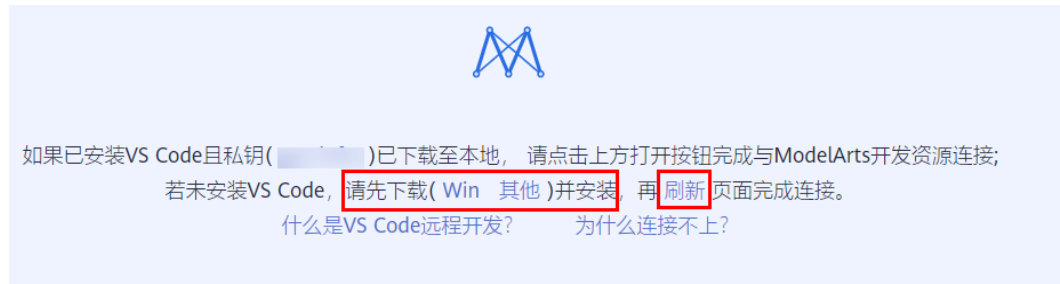 如果已安装VS Code且私钥( )已下载至本地, 请点击上方打开按钮完成与ModelArts开发资源连接;
若未安装VS Code, 请先下载( Win 其他 )并安装, 再 刷新 页面完成连接。
什么是VS Code远程开发? 为什么连接不上?